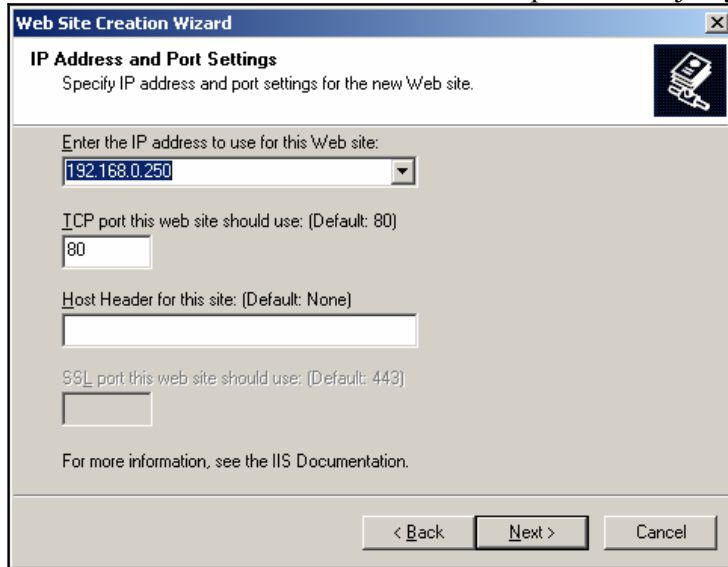 Web Site Creation Wizard
IP Address and Port Settings
Specify IP address and port settings for the new Web site.
Enter the IP address to use for this Web site:
192.168.0.250
TCP port this web site should use: (Default: 80)
80
Host Header for this site: (Default: None)
SSL port this web site should use: (Default: 443)
For more information, see the IIS Documentation.
< Back Next > Cancel